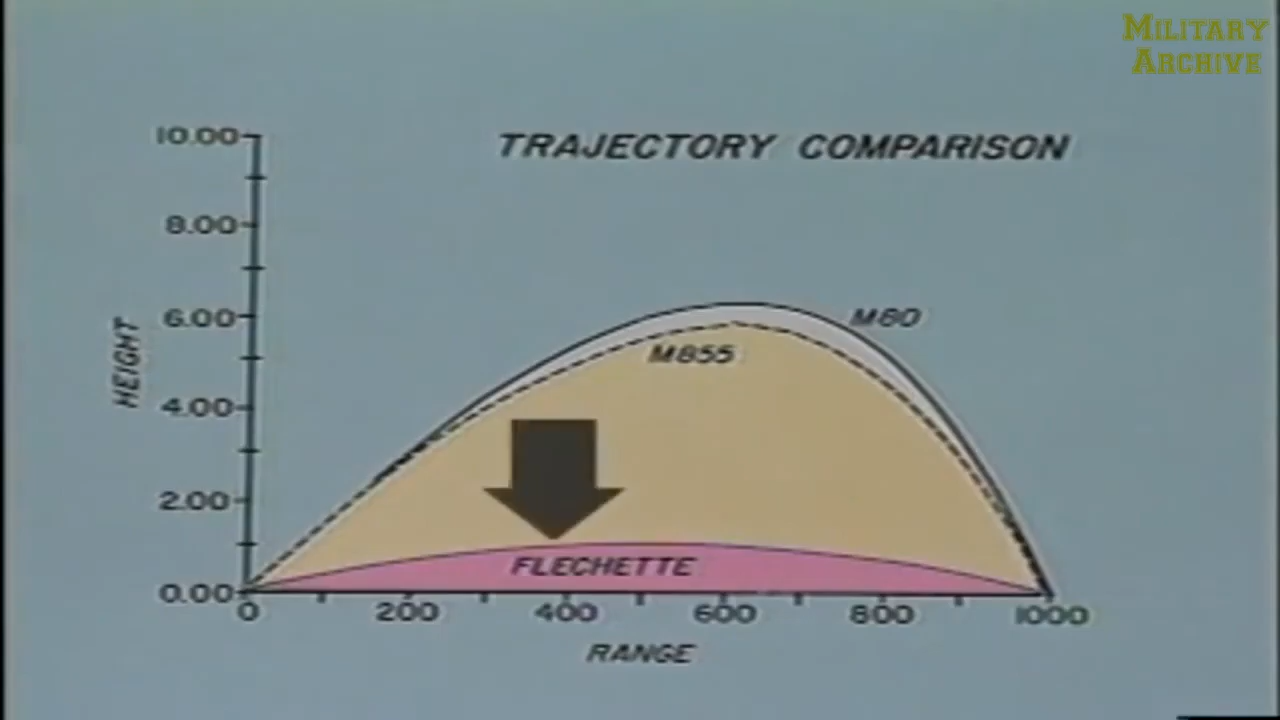 MILITARY
ARCHIVE
TRAJECTORY COMPARISON
10.00
8.00
6.00
4.00
2.00
0.00
HEIGHT
M80
M855
FLECHETTE
0 200 400 600 800 1000
RANGE